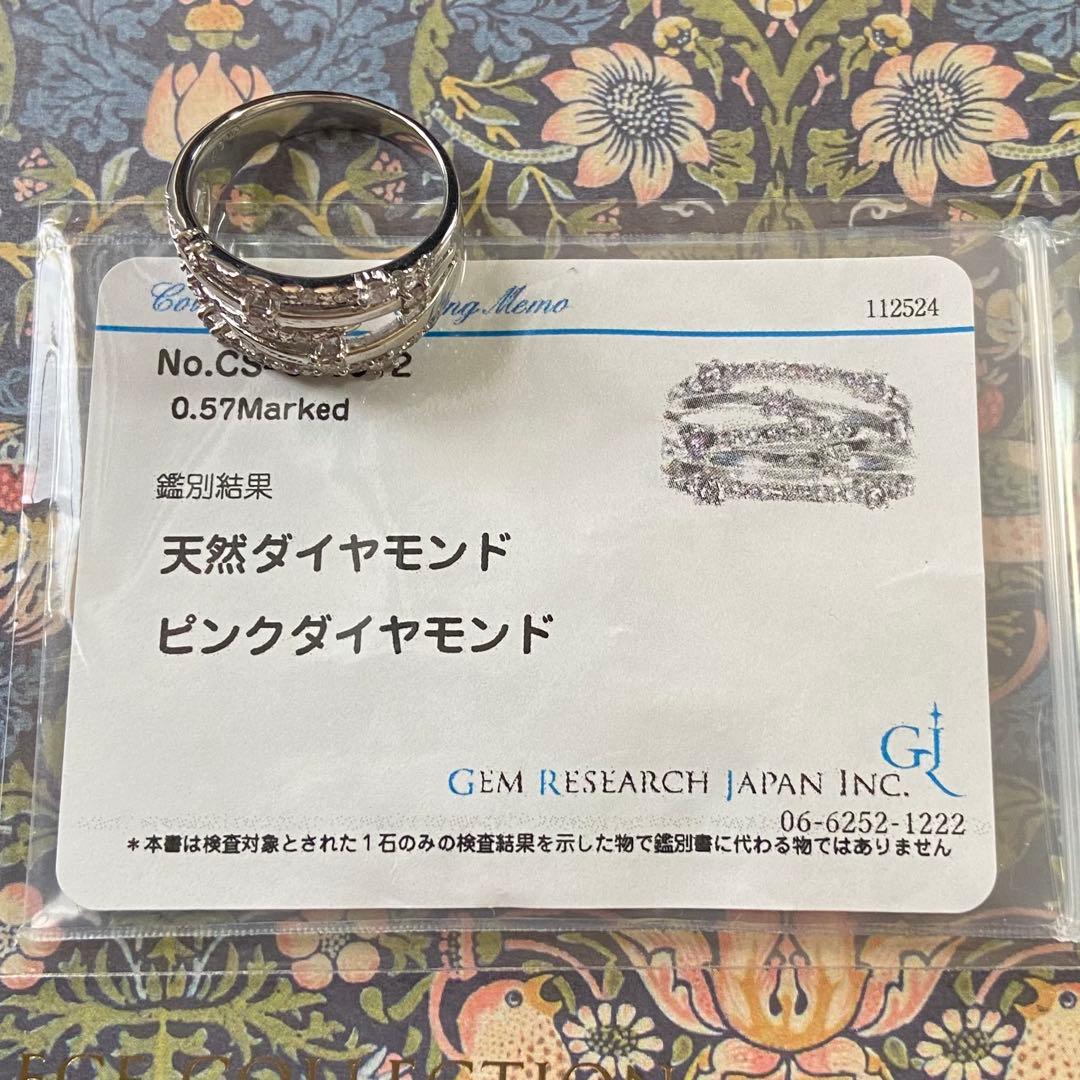 Memo
112524
0.57Marked
鑑別結果
天然ダイヤモンド
ピンクダイヤモンド
GJ
GEM RESEARCH JAPAN INC.
06-6252-1222
*本書は検査対象とされた1石のみの検査結果を示した物で鑑別書に代わる物ではありません
COLLECTION